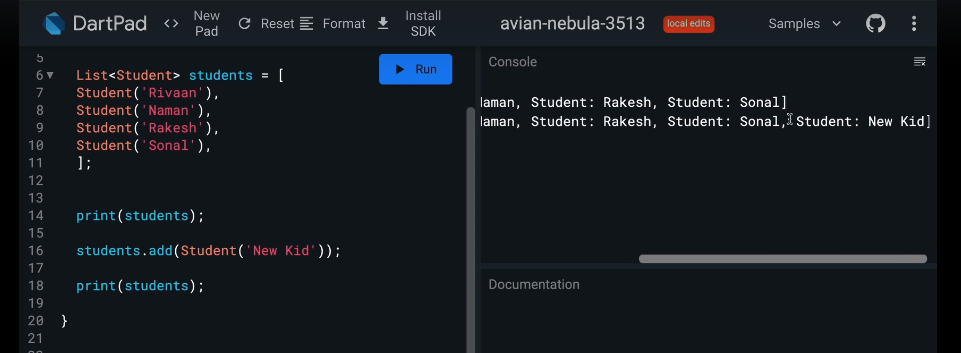 DartPad
<> New Pad
Reset
Format
Install SDK
avian-nebula-3513
local edits
Samples
5
6 List<Student> students = [
7 Student('Rivaan'),
8 Student('Naman'),
9 Student('Rakesh'),
10 Student('Sonal'),
11 ];
12
13
14 print(students);
15
16 students.add(Student('New Kid'));
17
18 print(students);
19
20 }
21
Run
Console
aman, Student: Rakesh, Student: Sonal]
aman, Student: Rakesh, Student: Sonal, Student: New Kid]
Documentation